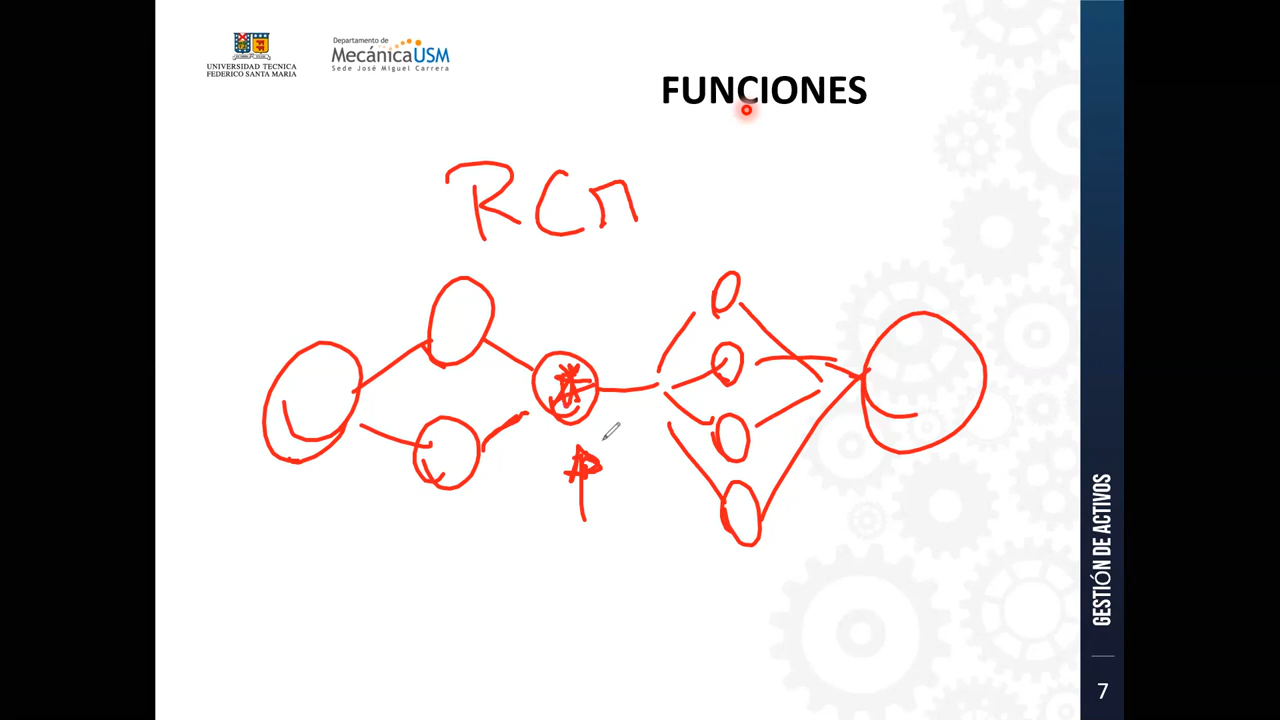 UNIVERSIDAD TECNICA
FEDERICO SANTA MARIA
Departamento de
MecánicaUSM
Sede José Miguel Carrera
FUNCIONES
RCM
GESTIÓN DE ACTIVOS
7